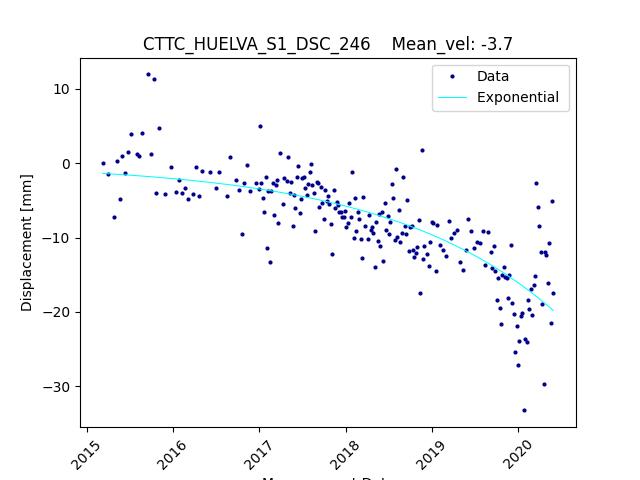 CTTC_HUELVA_S1_DSC_246    Mean_vel: -3.7
Data
Exponential
Displacement [mm]
10
0
−10
−20
−30
2015
2016
2017
2018
2019
2020